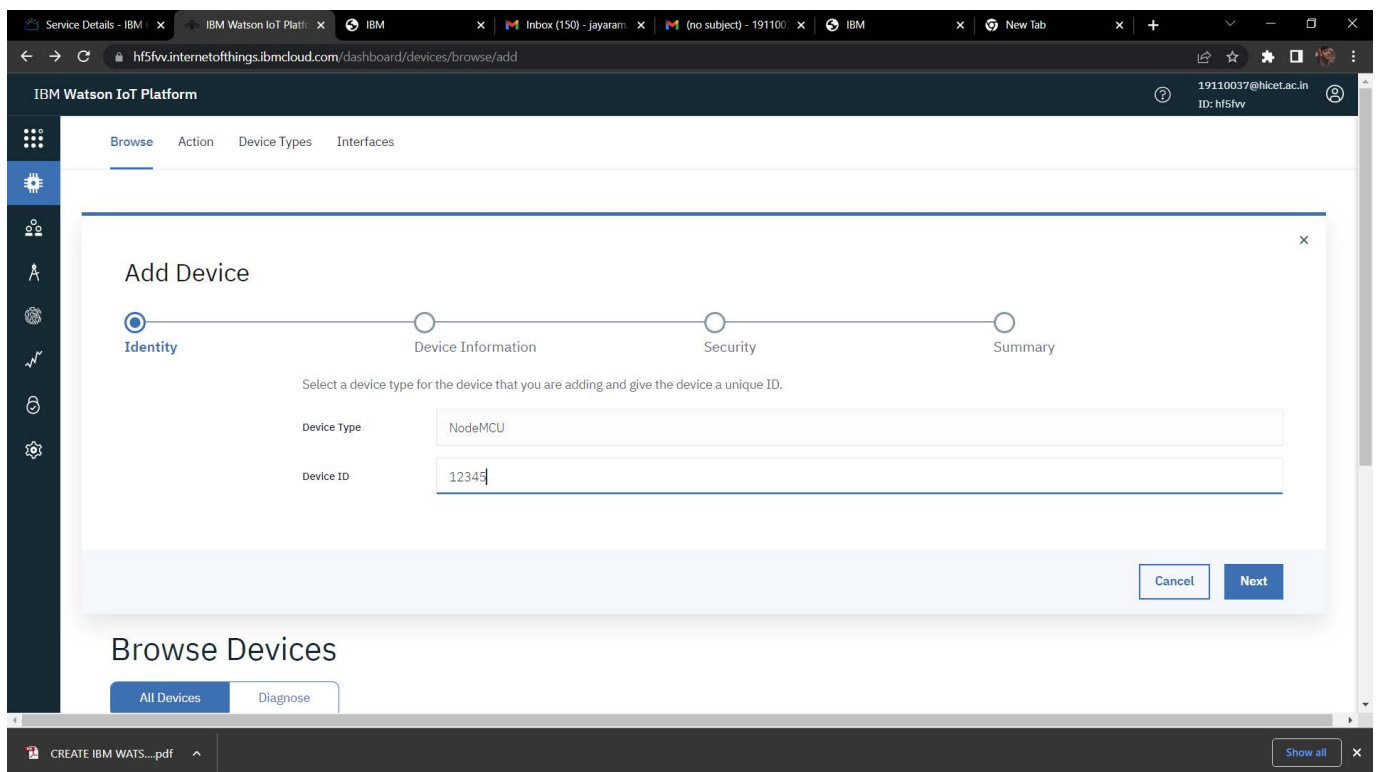 Service Details - IBM
IBM Watson IoT Platfo
IBM
Inbox (150) - jayaram.
(no subject) - 191100
IBM
New Tab
hf5fvv.internetofthings.ibmcloud.com/dashboard/devices/browse/add
IBM Watson IoT Platform
19110037@hicet.ac.in
ID: hf5fvv
Browse Action Device Types Interfaces
Add Device
Identity Device Information Security Summary
Select a device type for the device that you are adding and give the device a unique ID.
Device Type NodeMCU
Device ID 12345
Cancel Next
Browse Devices
All Devices Diagnose
CREATE IBM WATS....pdf
Show all